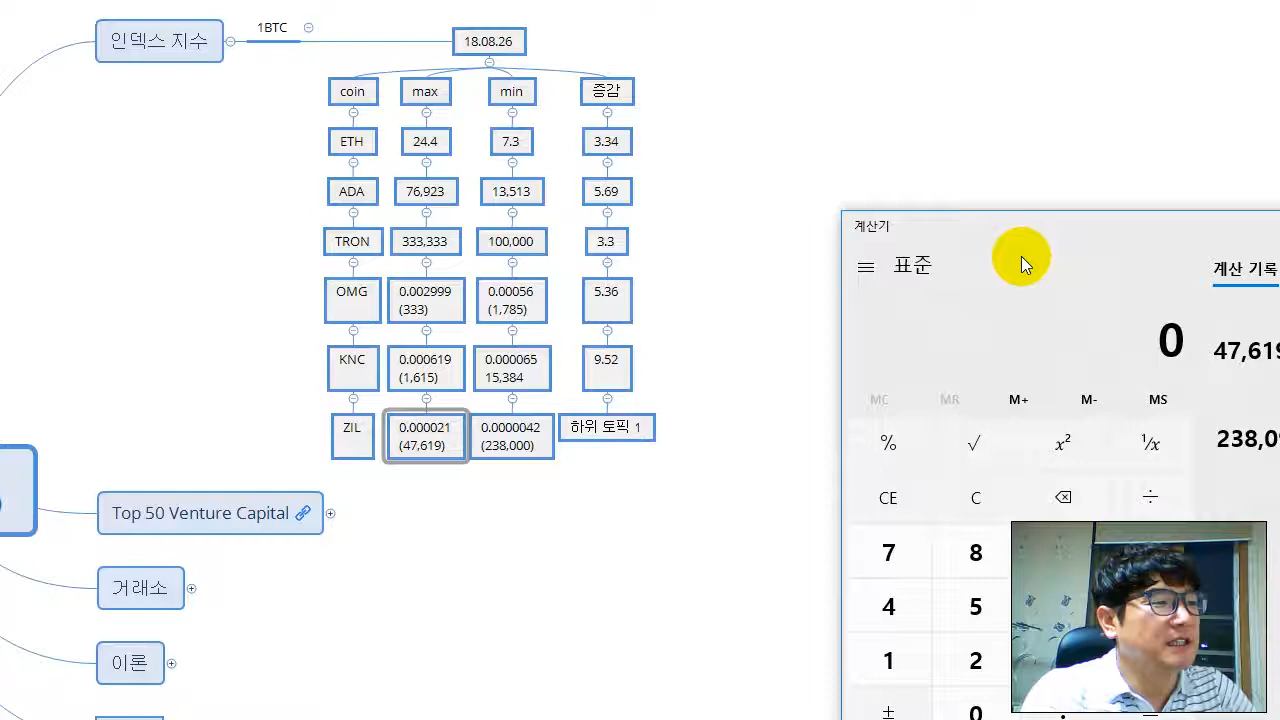 인덱스 지수
1BTC
18.08.26
coin max min 증감
ETH 24.4 7.3 3.34
ADA 76,923 13,513 5.69
TRON 333,333 100,000 3.3
OMG 0.002999 0.00056 5.36
(333) (1,785)
KNC 0.000619 0.000065 9.52
(1,615) 15,384
ZIL 0.000021 0.0000042 하위 토픽 1
(47,619) (238,000)
Top 50 Venture Capital
거래소
이론
계산기
표준
계산 기록
0
47,619
238,09
MC MR M+ M- MS
% √ x² ¹/x
CE C ÷
7 8
4 5
1 2
± 0